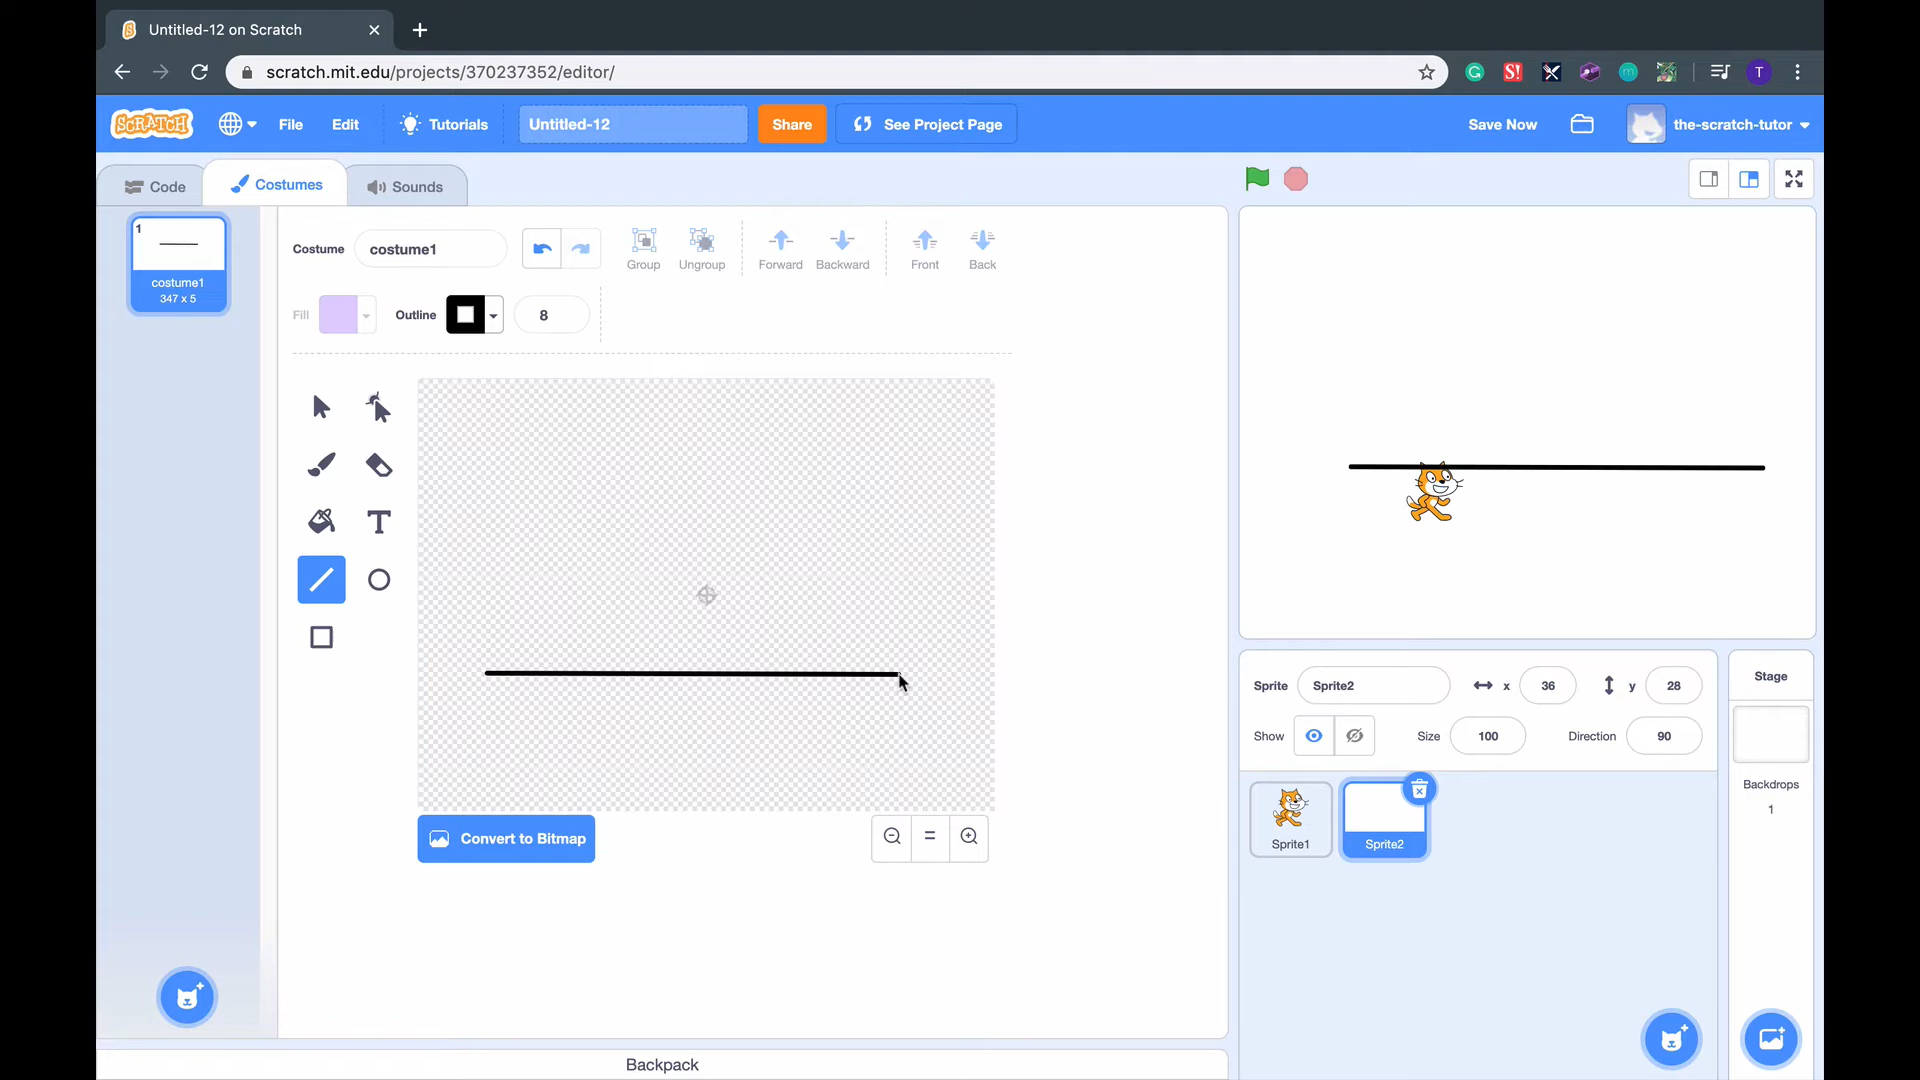 Untitled-12 on Scratch
scratch.mit.edu/projects/370237352/editor/
S!
m
T
SCRATCH
File
Edit
Tutorials
Untitled-12
Share
See Project Page
Save Now
the-scratch-tutor
Code
Costumes
Sounds
1
costume1
347 x 5
Costume
costume1
Group
Ungroup
Forward
Backward
Front
Back
Fill
Outline
8
T
Convert to Bitmap
=
Sprite
Sprite2
x
36
y
28
Show
Size
100
Direction
90
Sprite1
Sprite2
Stage
Backdrops
1
Backpack